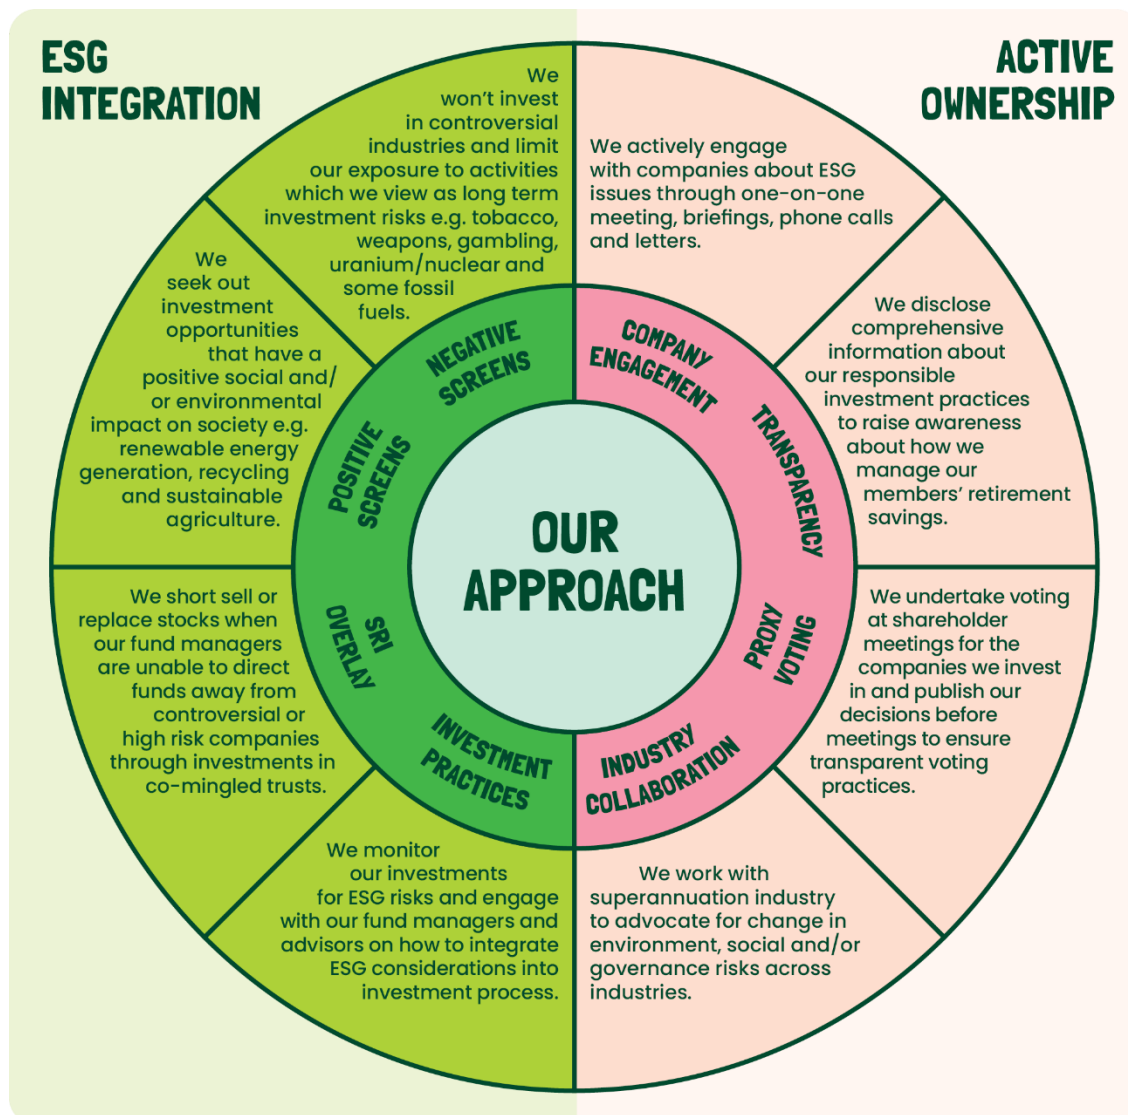 ESG
INTEGRATION
ACTIVE
OWNERSHIP
We
won't invest
in controversial
industries and limit
our exposure to activities
which we view as long term
investment risks e.g. tobacco,
weapons, gambling,
uranium/nuclear and
some fossil
fuels.
We actively engage
with companies about ESG
issues through one-on-one
meeting, briefings, phone calls
and letters.
We
seek out
investment
opportunities
that have a
positive social and/
or environmental
impact on society e.g.
renewable energy
generation, recycling
and sustainable
agriculture.
We disclose
comprehensive
information about
our responsible
investment practices
to raise awareness
about how we
manage our
members' retirement
savings.
NEGATIVE
SCREENS
COMPANY
ENGAGEMENT
POSITIVE
SCREENS
TRANSPARENCY
OUR
APPROACH
SRI
OVERLAY
PROXY
VOTING
INVESTMENT
PRACTICES
INDUSTRY
COLLABORATION
We short sell or
replace stocks when
our fund managers
are unable to direct
funds away from
controversial or
high risk companies
through investments in
co-mingled trusts.
We undertake voting
at shareholder
meetings for the
companies we invest
in and publish our
decisions before
meetings to ensure
transparent voting
practices.
We monitor
our investments
for ESG risks and engage
with our fund managers and
advisors on how to integrate
ESG considerations into
investment process.
We work with
superannuation industry
to advocate for change in
environment, social and/or
governance risks across
industries.